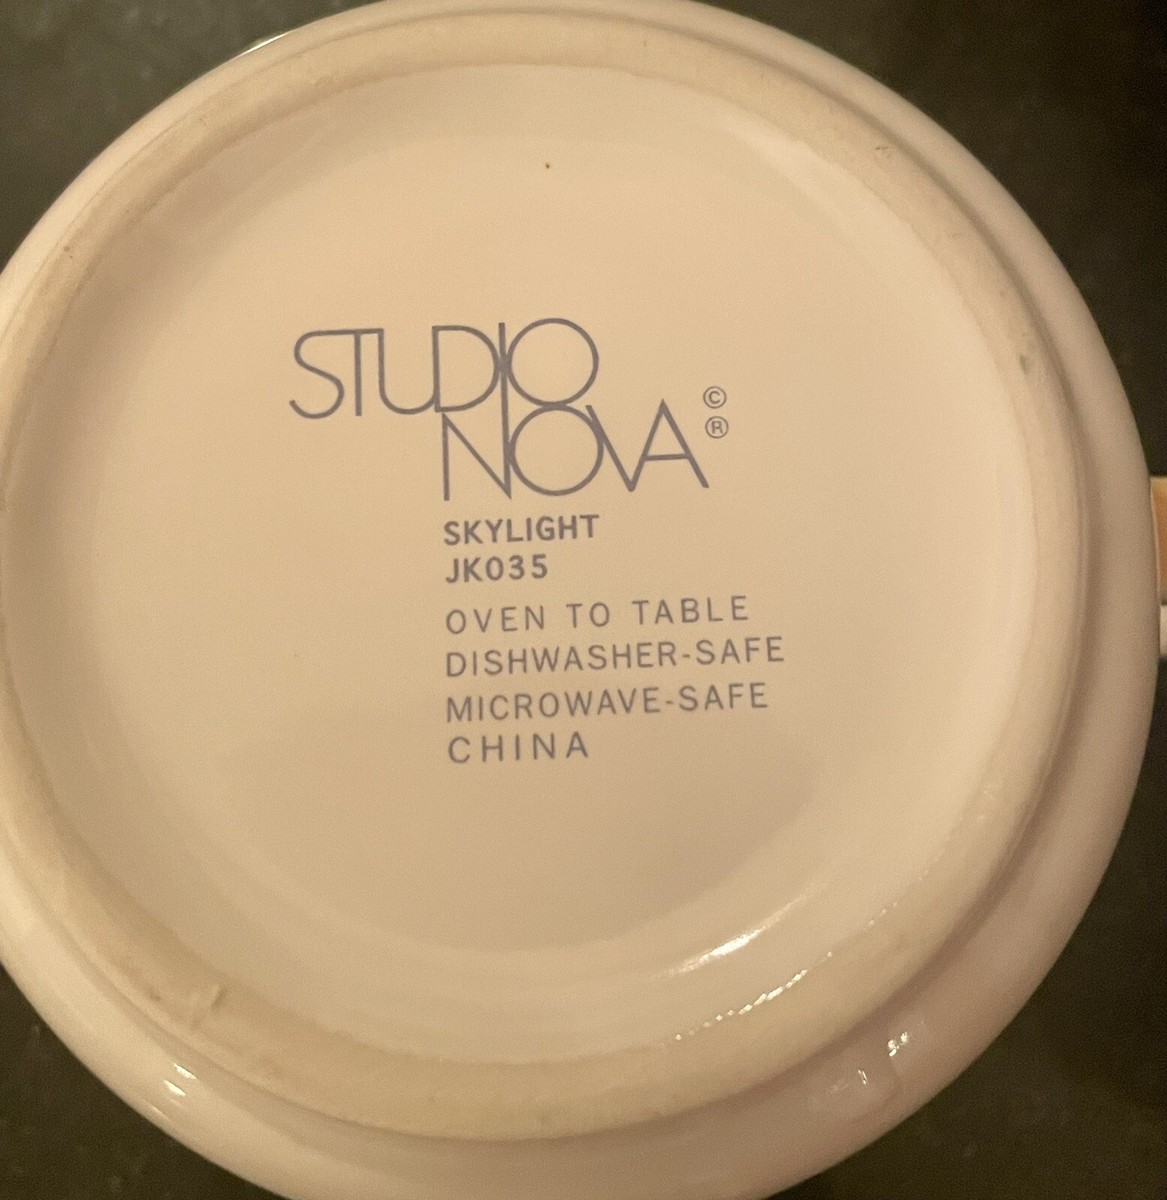 STUDIO
NOVA ©
®
SKYLIGHT
JK035
OVEN TO TABLE
DISHWASHER-SAFE
MICROWAVE-SAFE
CHINA